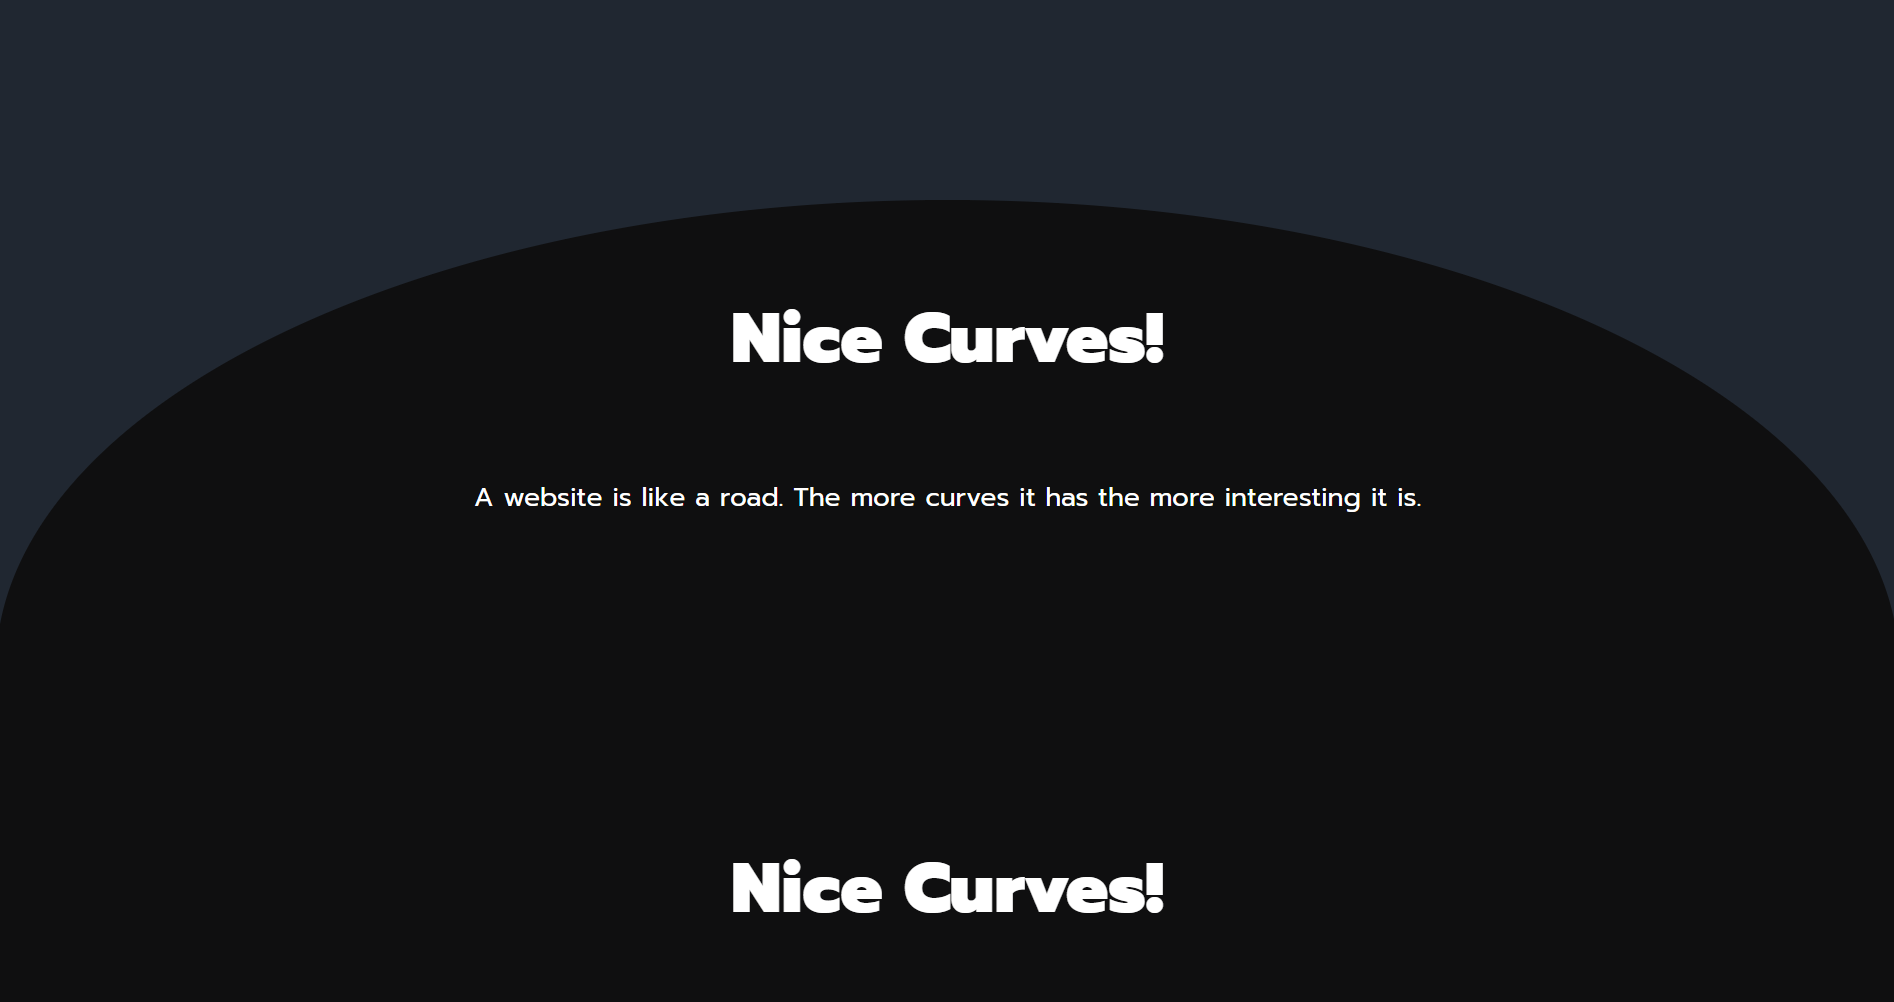 Nice Curves!
A website is like a road. The more curves it has the more interesting it is.
Nice Curves!